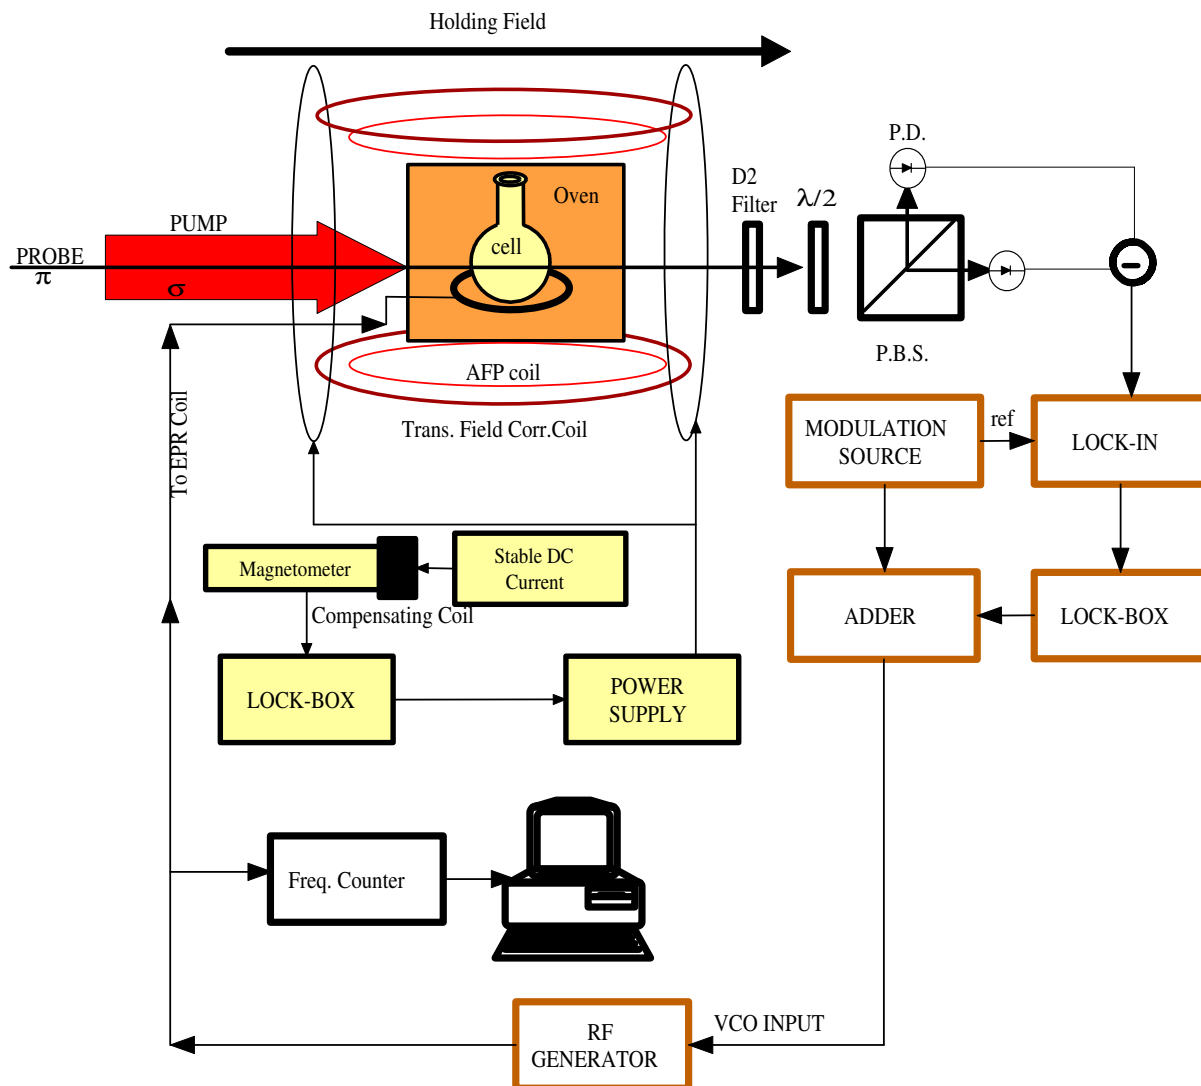 Holding Field
P.D.
D2
Filter
λ/2
Oven
PUMP
cell
PROBE
π
σ
P.B.S.
AFP coil
Trans. Field Corr.Coil
To EPR Coil
MODULATION
SOURCE
ref
LOCK-IN
Magnetometer
Stable DC
Current
Compensating Coil
ADDER
LOCK-BOX
LOCK-BOX
POWER
SUPPLY
Freq. Counter
VCO INPUT
RF
GENERATOR